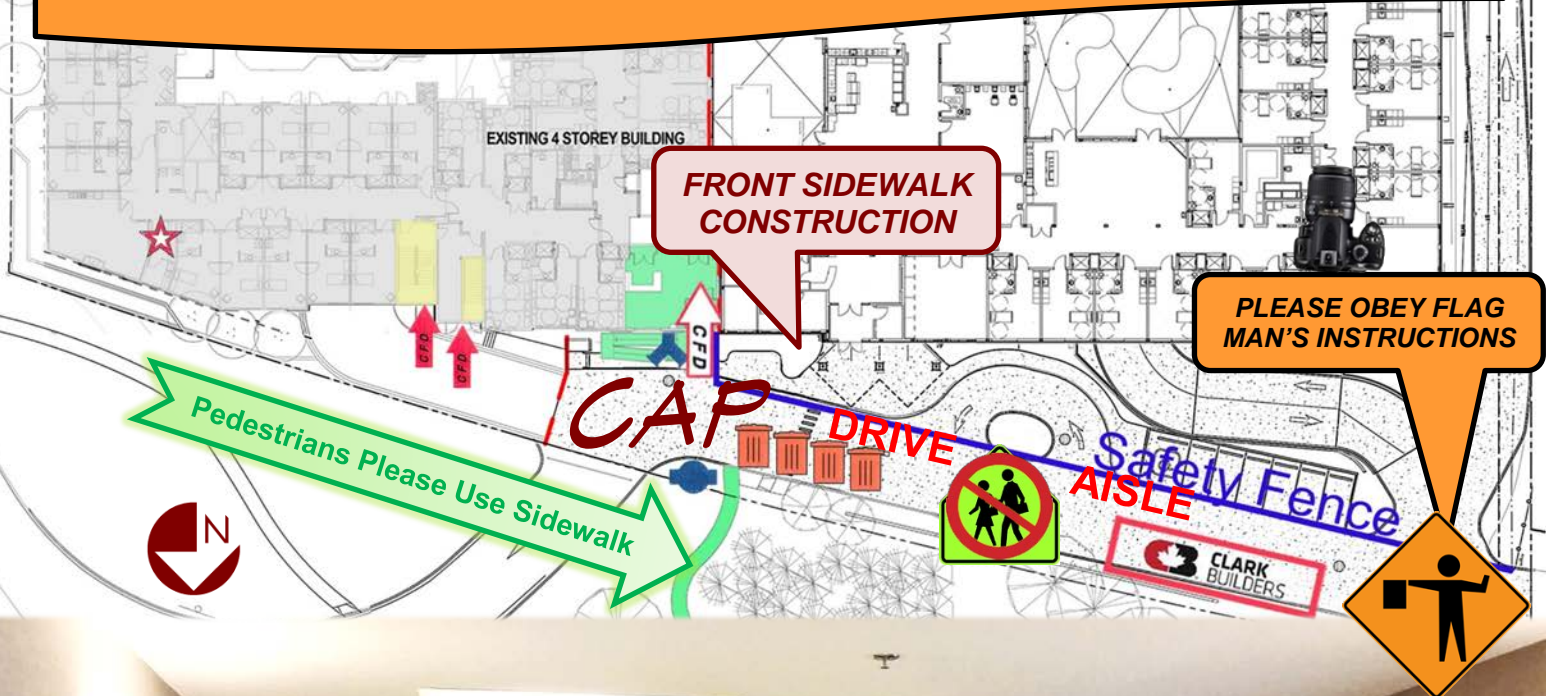 EXISTING 4 STOREY BUILDING
FRONT SIDEWALK
CONSTRUCTION
PLEASE OBEY FLAG
MAN'S INSTRUCTIONS
CFD
CFD
CFD
CAP
DRIVE
AISLE
Safety Fence
Pedestrians Please Use Sidewalk
N
CLARK
BUILDERS